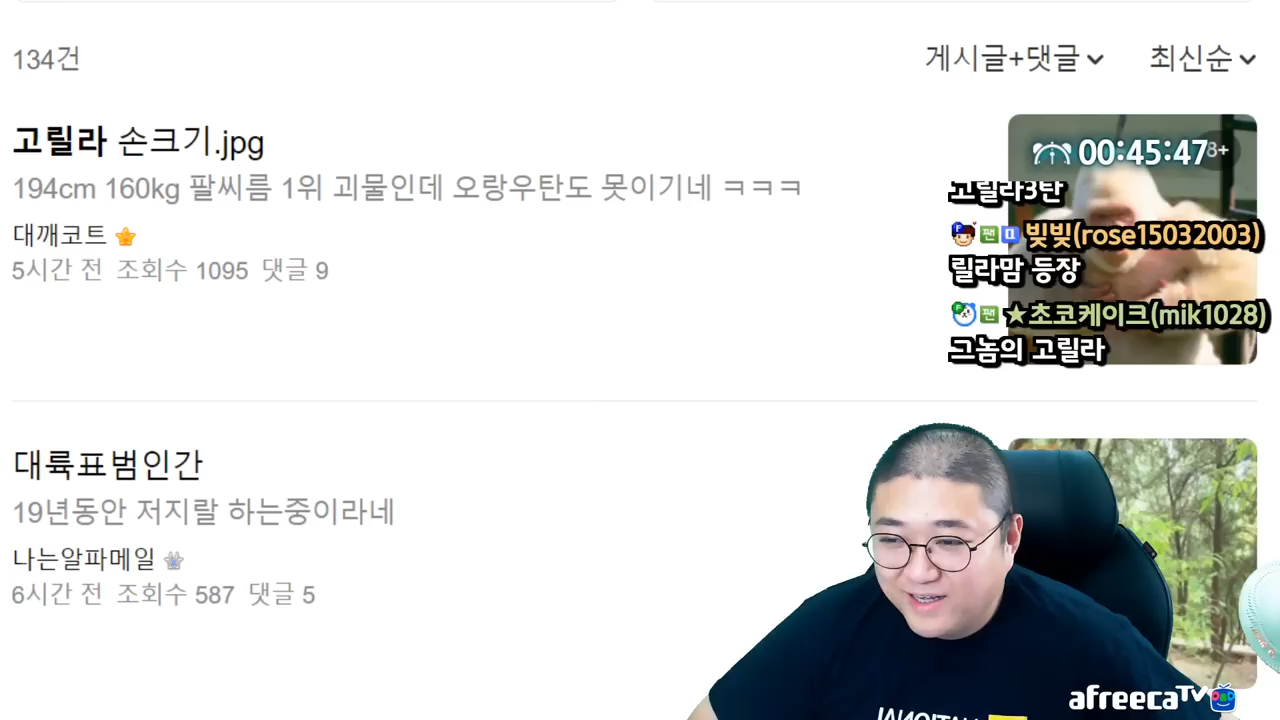 134건
게시글+댓글
최신순
고릴라 손크기.jpg
194cm 160kg 팔씨름 1위 괴물인데 오랑우탄도 못이기네 ㅋㅋㅋ
대깨코트
5시간 전 조회수 1095 댓글 9
00:45:47
8+
고릴라3탄
팬 빚빚(rose15032003)
릴라맘 등장
팬 ★초코케이크(mik1028)
그놈의 고릴라
대륙표범인간
19년동안 저지랄 하는중이라네
나는알파메일
6시간 전 조회수 587 댓글 5
afreecaTV